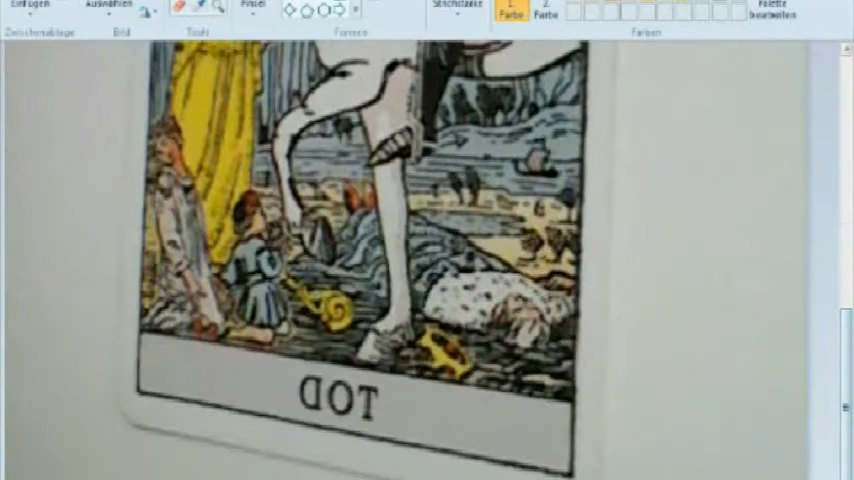 Einfügen Auswählen Pinsel Strichstärke 1. Farbe 2. Farbe Palette bearbeiten
Zwischenablage Bild Tools Formen Farben
TOD